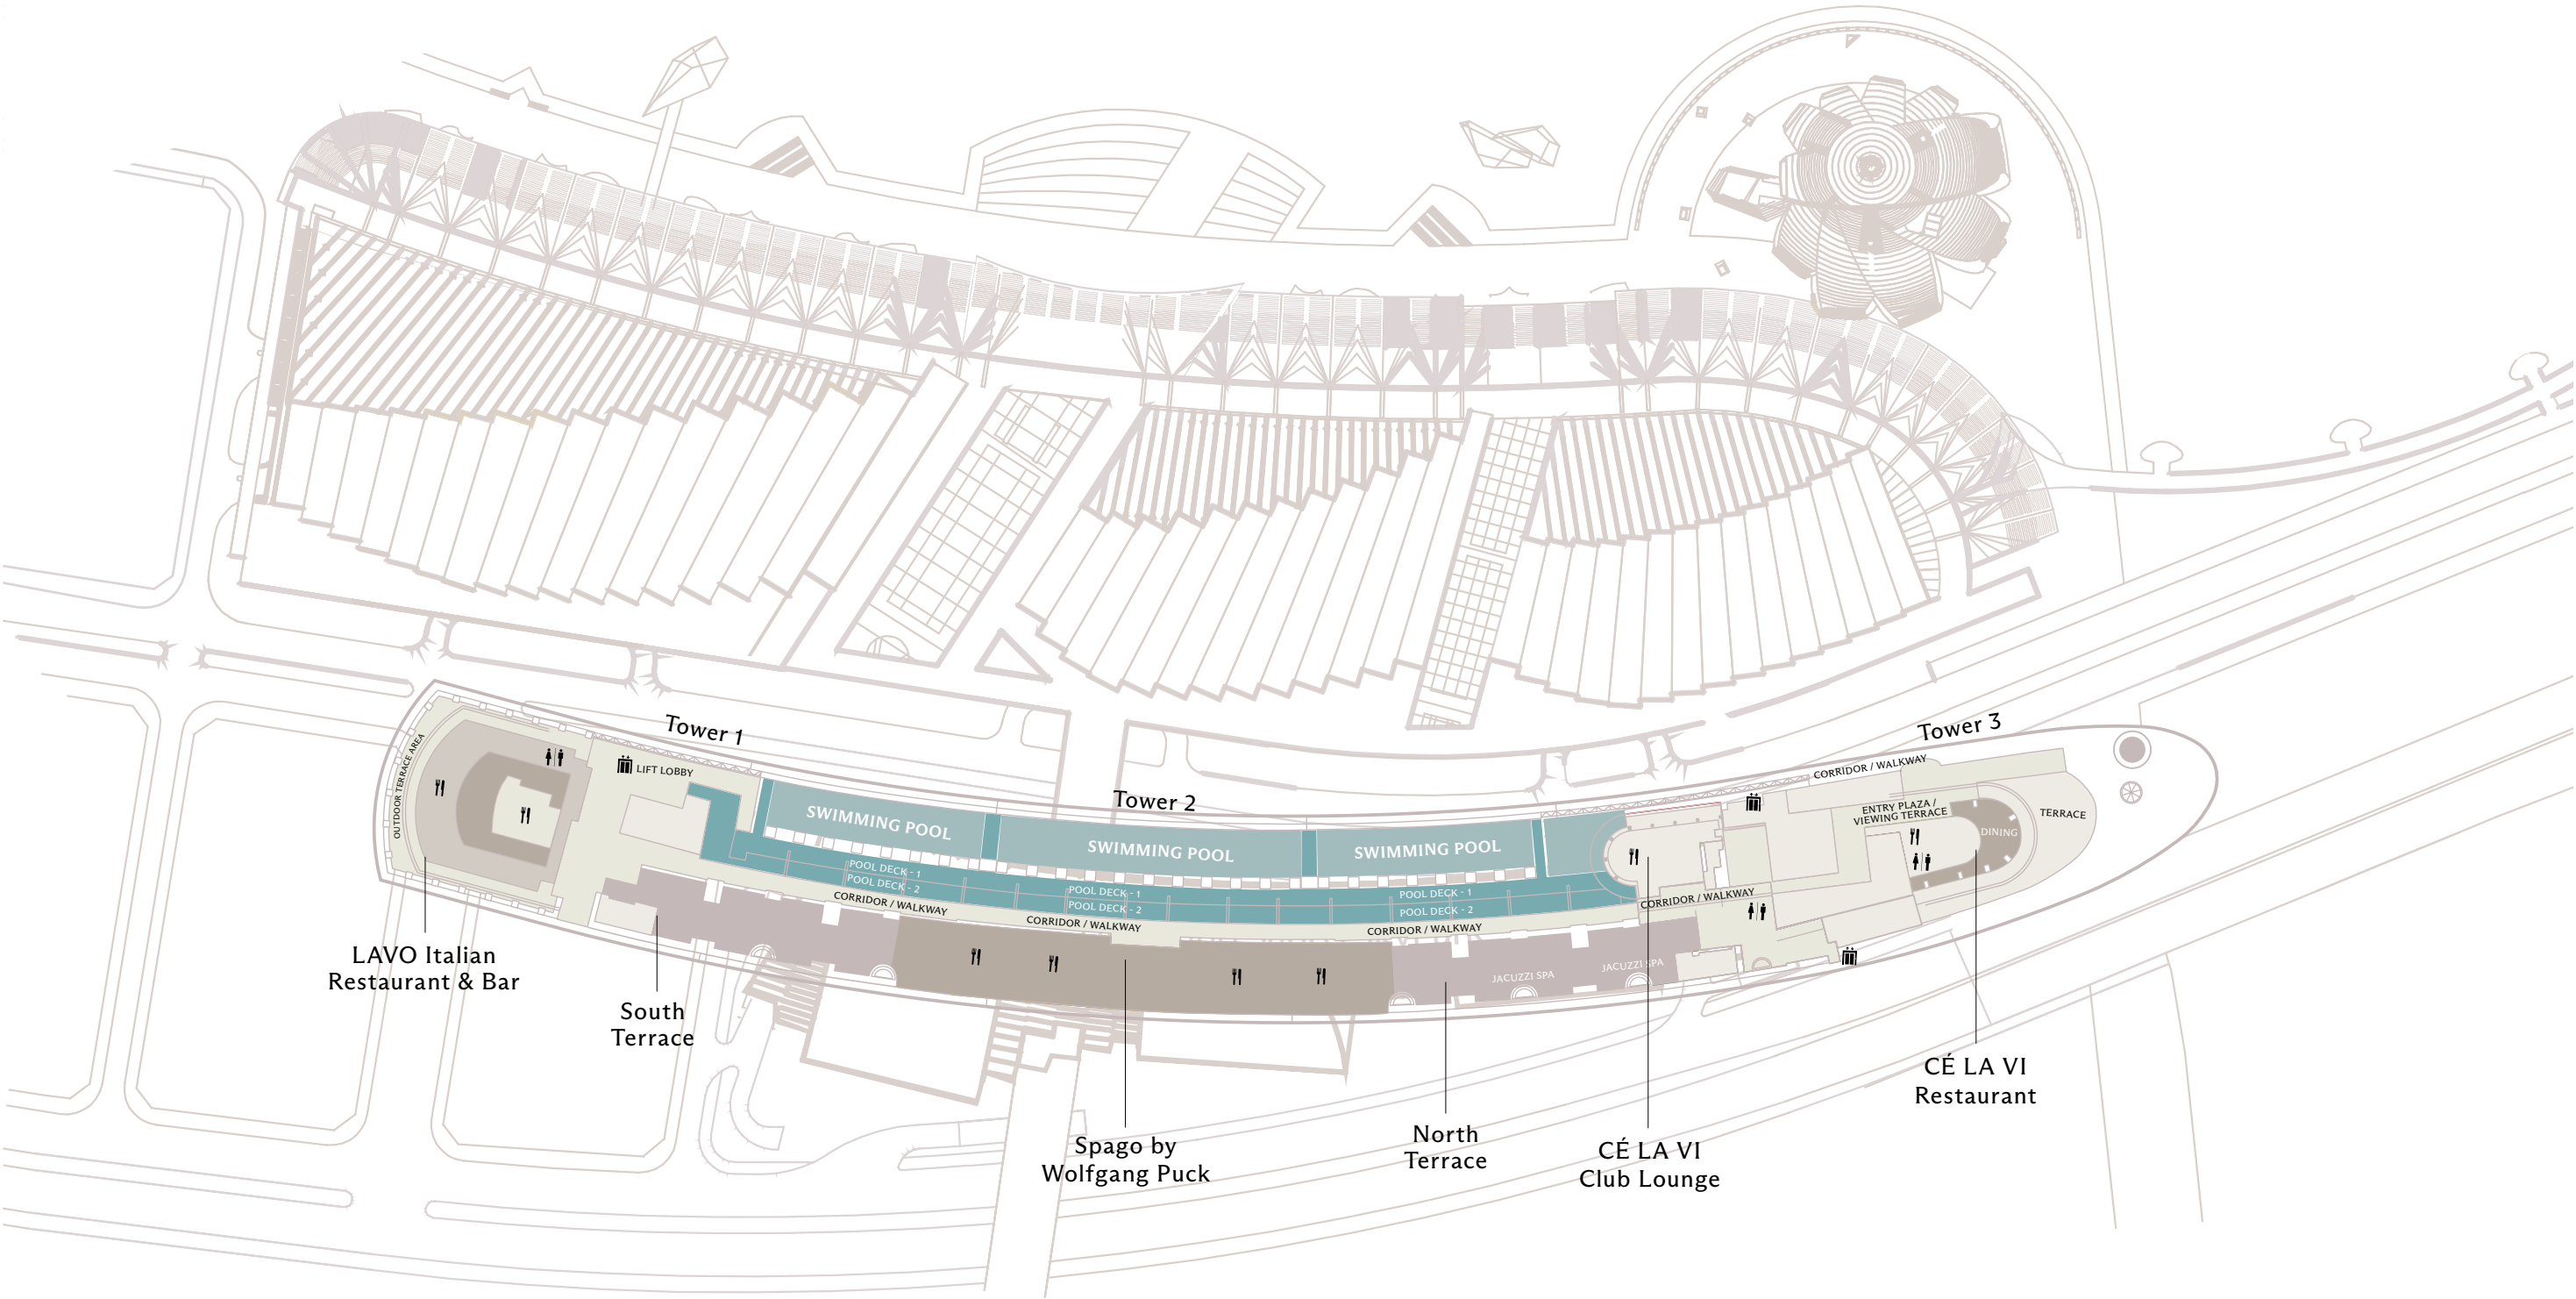 Tower 1
Tower 2
Tower 3
OUTDOOR TERRACE AREA
LIFT LOBBY
SWIMMING POOL
SWIMMING POOL
SWIMMING POOL
POOL DECK - 1
POOL DECK - 2
POOL DECK - 1
POOL DECK - 2
POOL DECK - 1
POOL DECK - 2
CORRIDOR / WALKWAY
CORRIDOR / WALKWAY
CORRIDOR / WALKWAY
CORRIDOR / WALKWAY
CORRIDOR / WALKWAY
ENTRY PLAZA /
VIEWING TERRACE
DINING
TERRACE
JACUZZI SPA
JACUZZI SPA
LAVO Italian
Restaurant & Bar
South
Terrace
Spago by
Wolfgang Puck
North
Terrace
CÉ LA VI
Club Lounge
CÉ LA VI
Restaurant